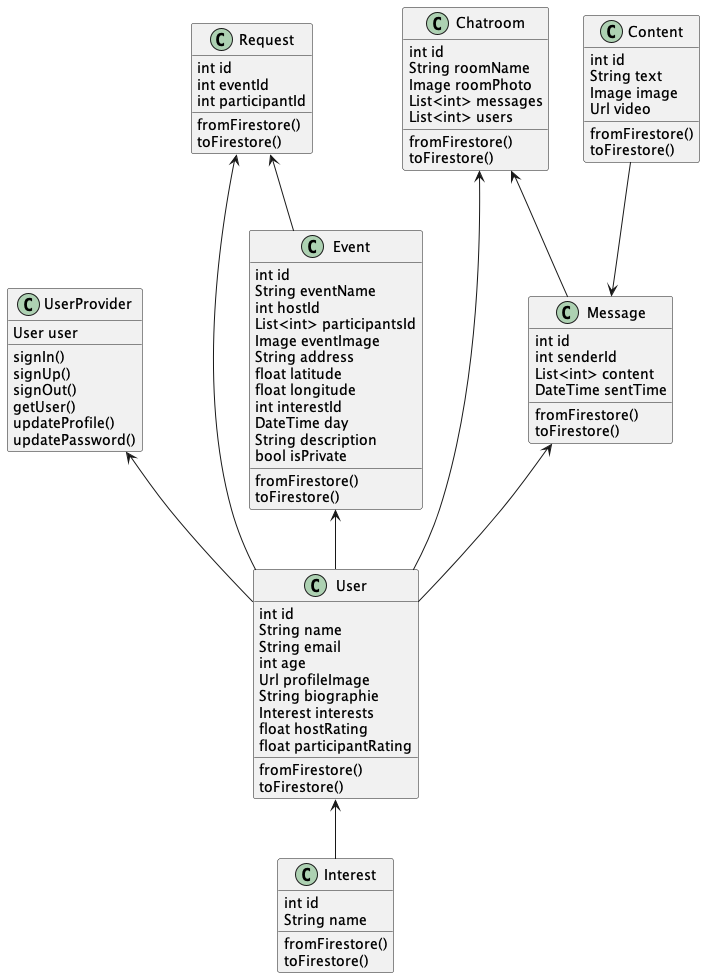 C Request
int id
int eventId
int participantId
fromFirestore()
toFirestore()
C Chatroom
int id
String roomName
Image roomPhoto
List<int> messages
List<int> users
fromFirestore()
toFirestore()
C Content
int id
String text
Image image
Url video
fromFirestore()
toFirestore()
C UserProvider
User user
signIn()
signUp()
signOut()
getUser()
updateProfile()
updatePassword()
C Event
int id
String eventName
int hostId
List<int> participantsId
Image eventImage
String address
float latitude
float longitude
int interestId
DateTime day
String description
bool isPrivate
fromFirestore()
toFirestore()
C Message
int id
int senderId
List<int> content
DateTime sentTime
fromFirestore()
toFirestore()
C User
int id
String name
String email
int age
Url profileImage
String biographie
Interest interests
float hostRating
float participantRating
fromFirestore()
toFirestore()
C Interest
int id
String name
fromFirestore()
toFirestore()